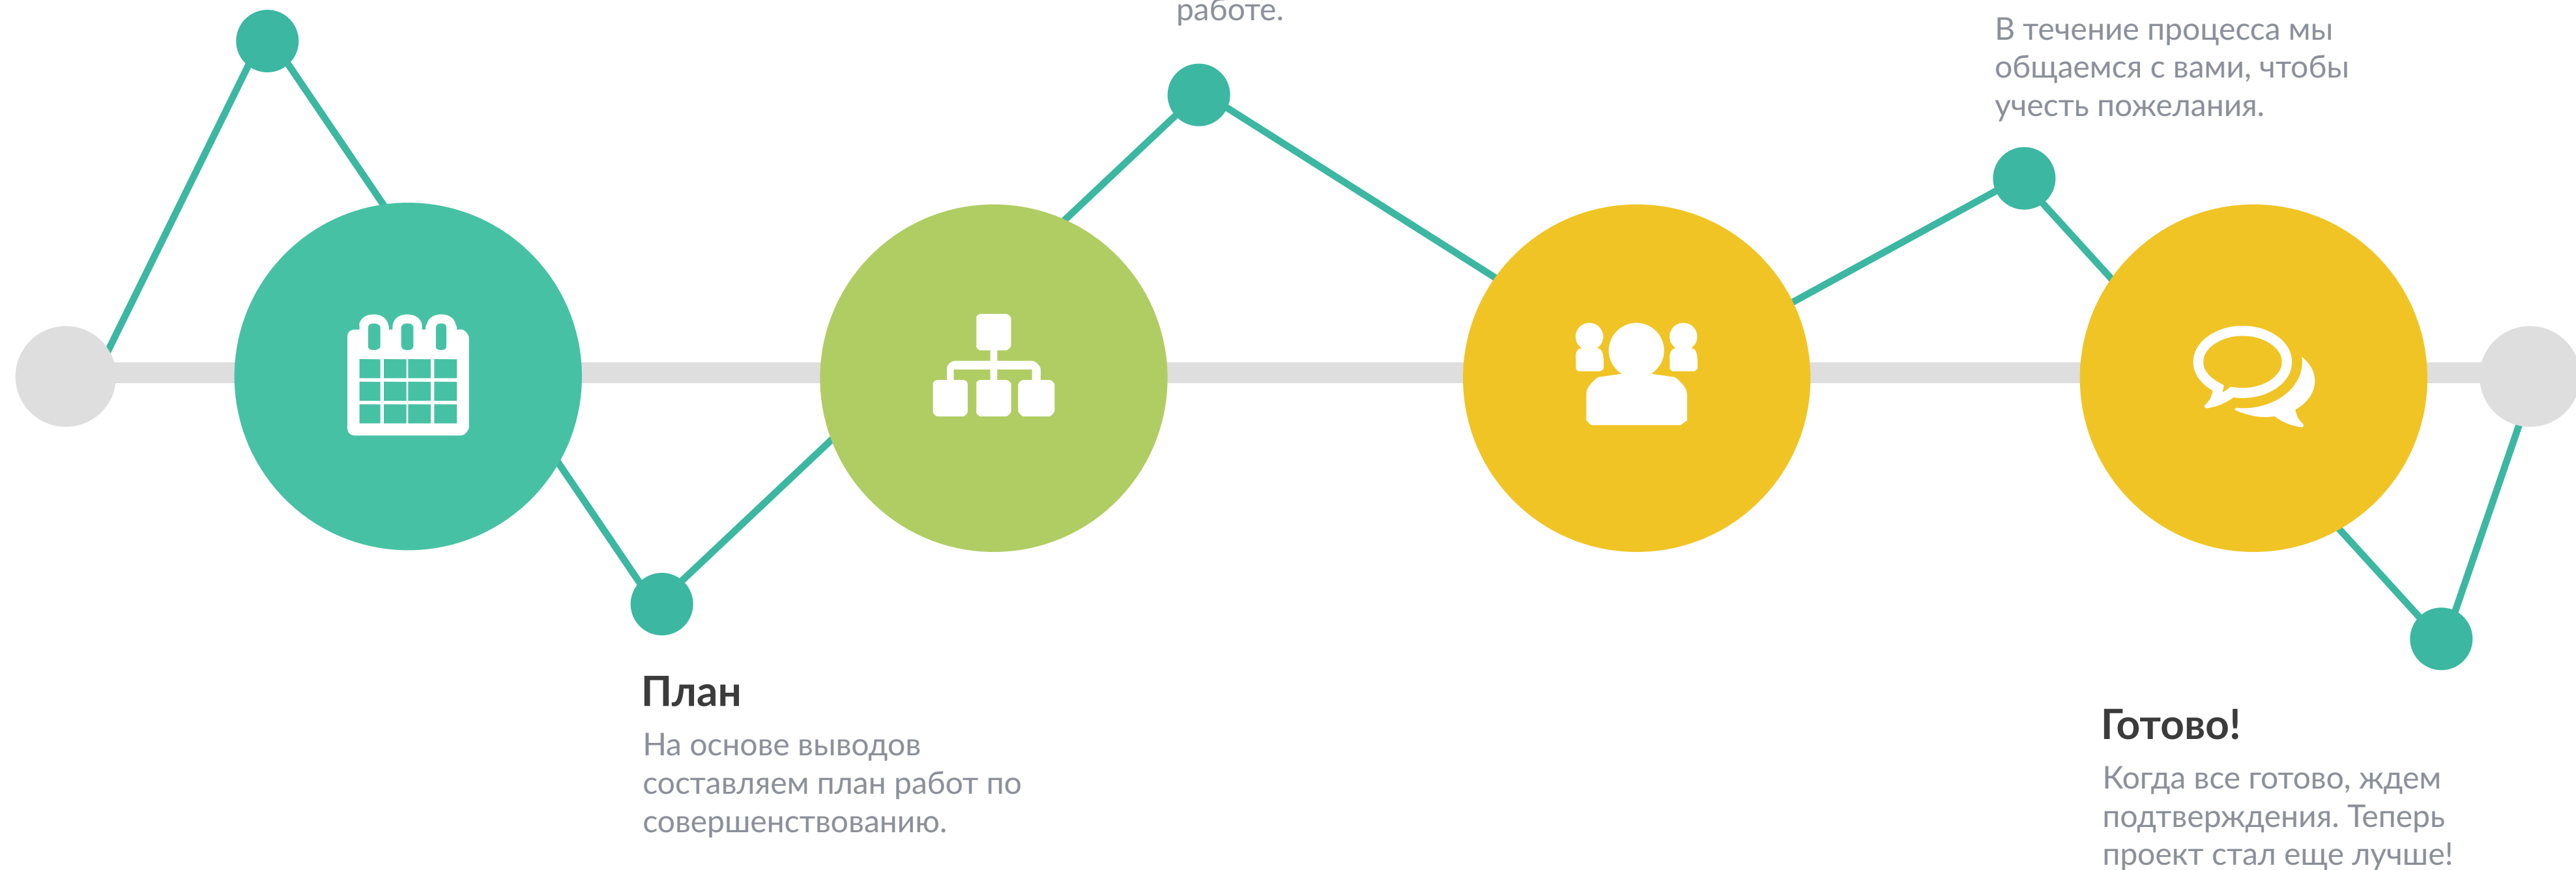 работе.
В течение процесса мы
общаемся с вами, чтобы
учесть пожелания.
План
На основе выводов
составляем план работ по
совершенствованию.
Готово!
Когда все готово, ждем
подтверждения. Теперь
проект стал еще лучше!